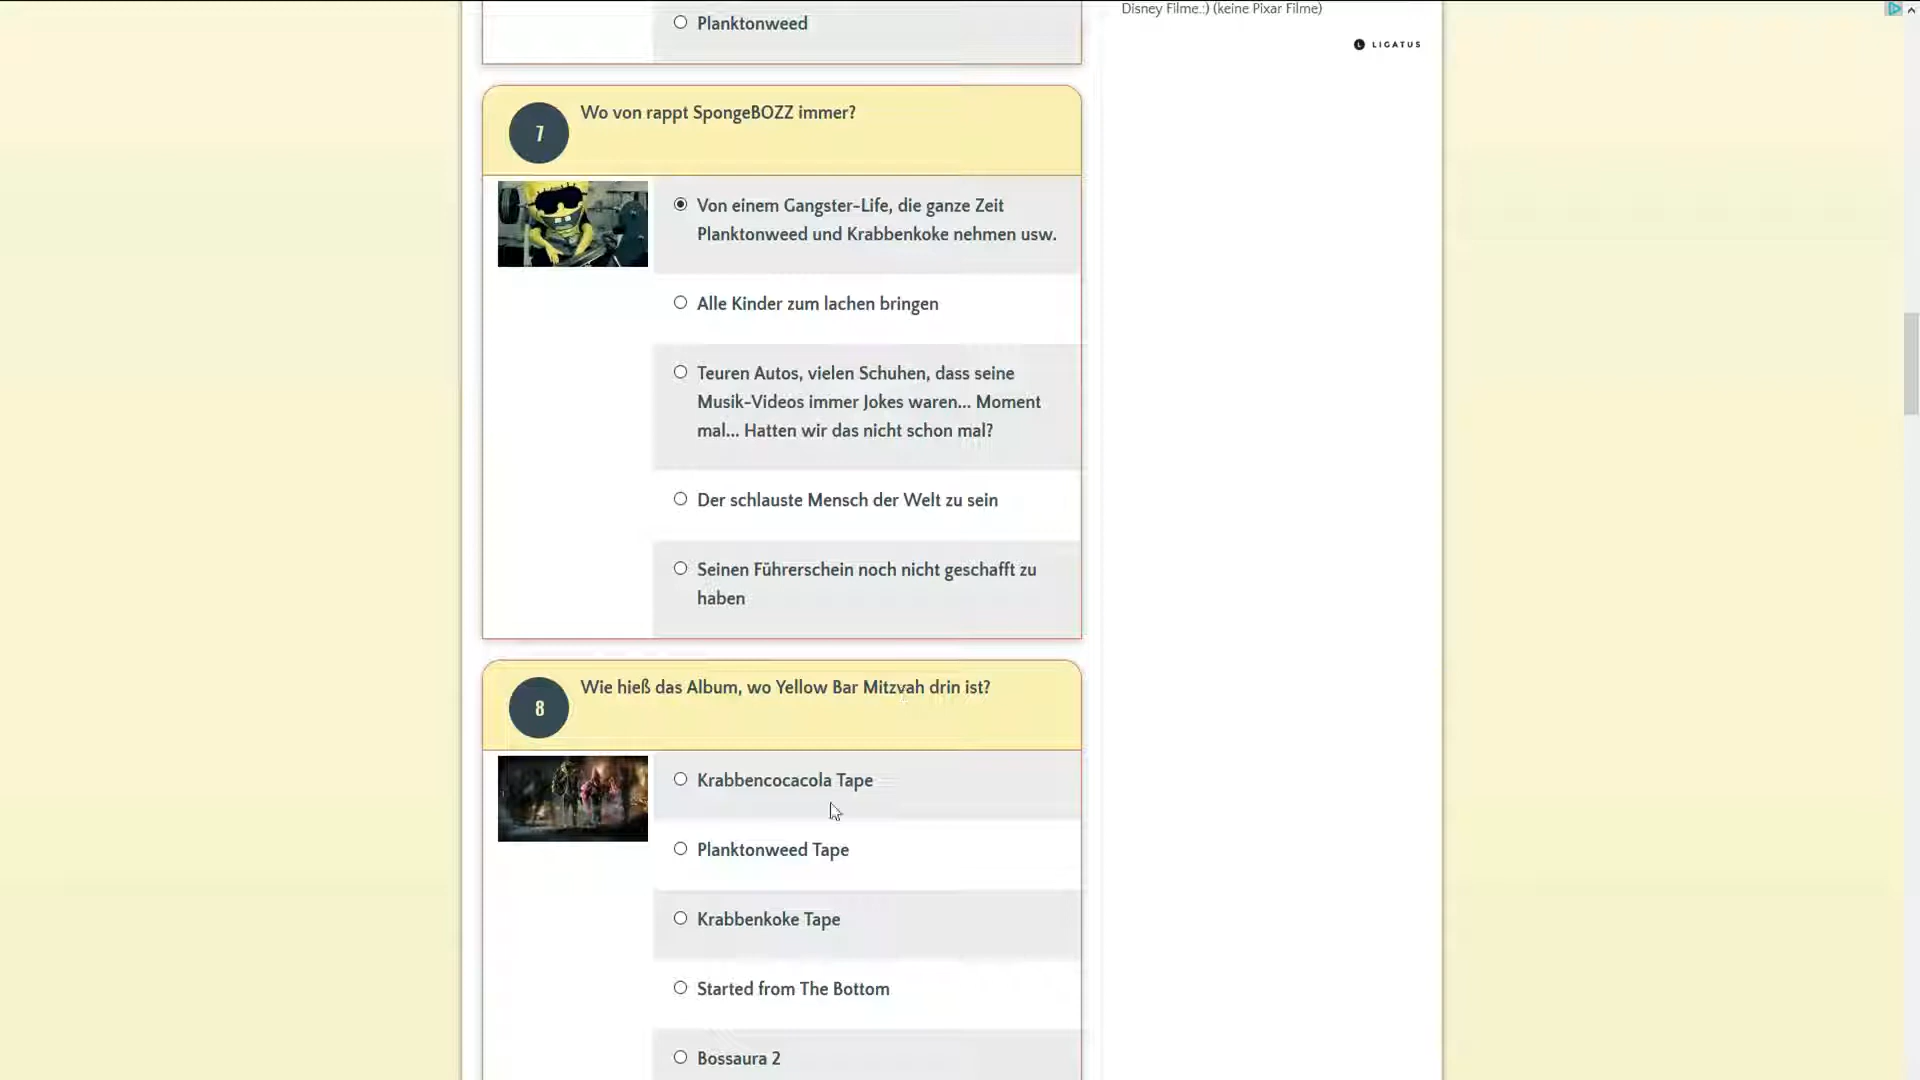 Planktonweed
Disney Filme.:) (keine Pixar Filme)
L LIGATUS
7
Wo von rappt SpongeBOZZ immer?
Von einem Gangster-Life, die ganze Zeit
Planktonweed und Krabbenkoke nehmen usw.
Alle Kinder zum lachen bringen
Teuren Autos, vielen Schuhen, dass seine
Musik-Videos immer Jokes waren... Moment
mal... Hatten wir das nicht schon mal?
Der schlauste Mensch der Welt zu sein
Seinen Führerschein noch nicht geschafft zu
haben
8
Wie hieß das Album, wo Yellow Bar Mitzvah drin ist?
Krabbencocacola Tape
Planktonweed Tape
Krabbenkoke Tape
Started from The Bottom
Bossaura 2